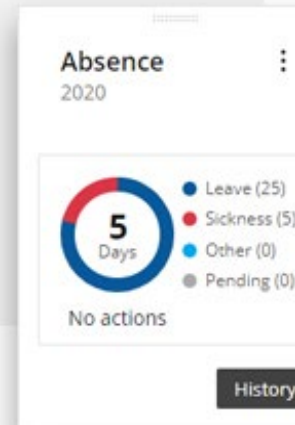 Absence
2020
5
Days
Leave (25)
Sickness (5)
Other (0)
Pending (0)
No actions
History